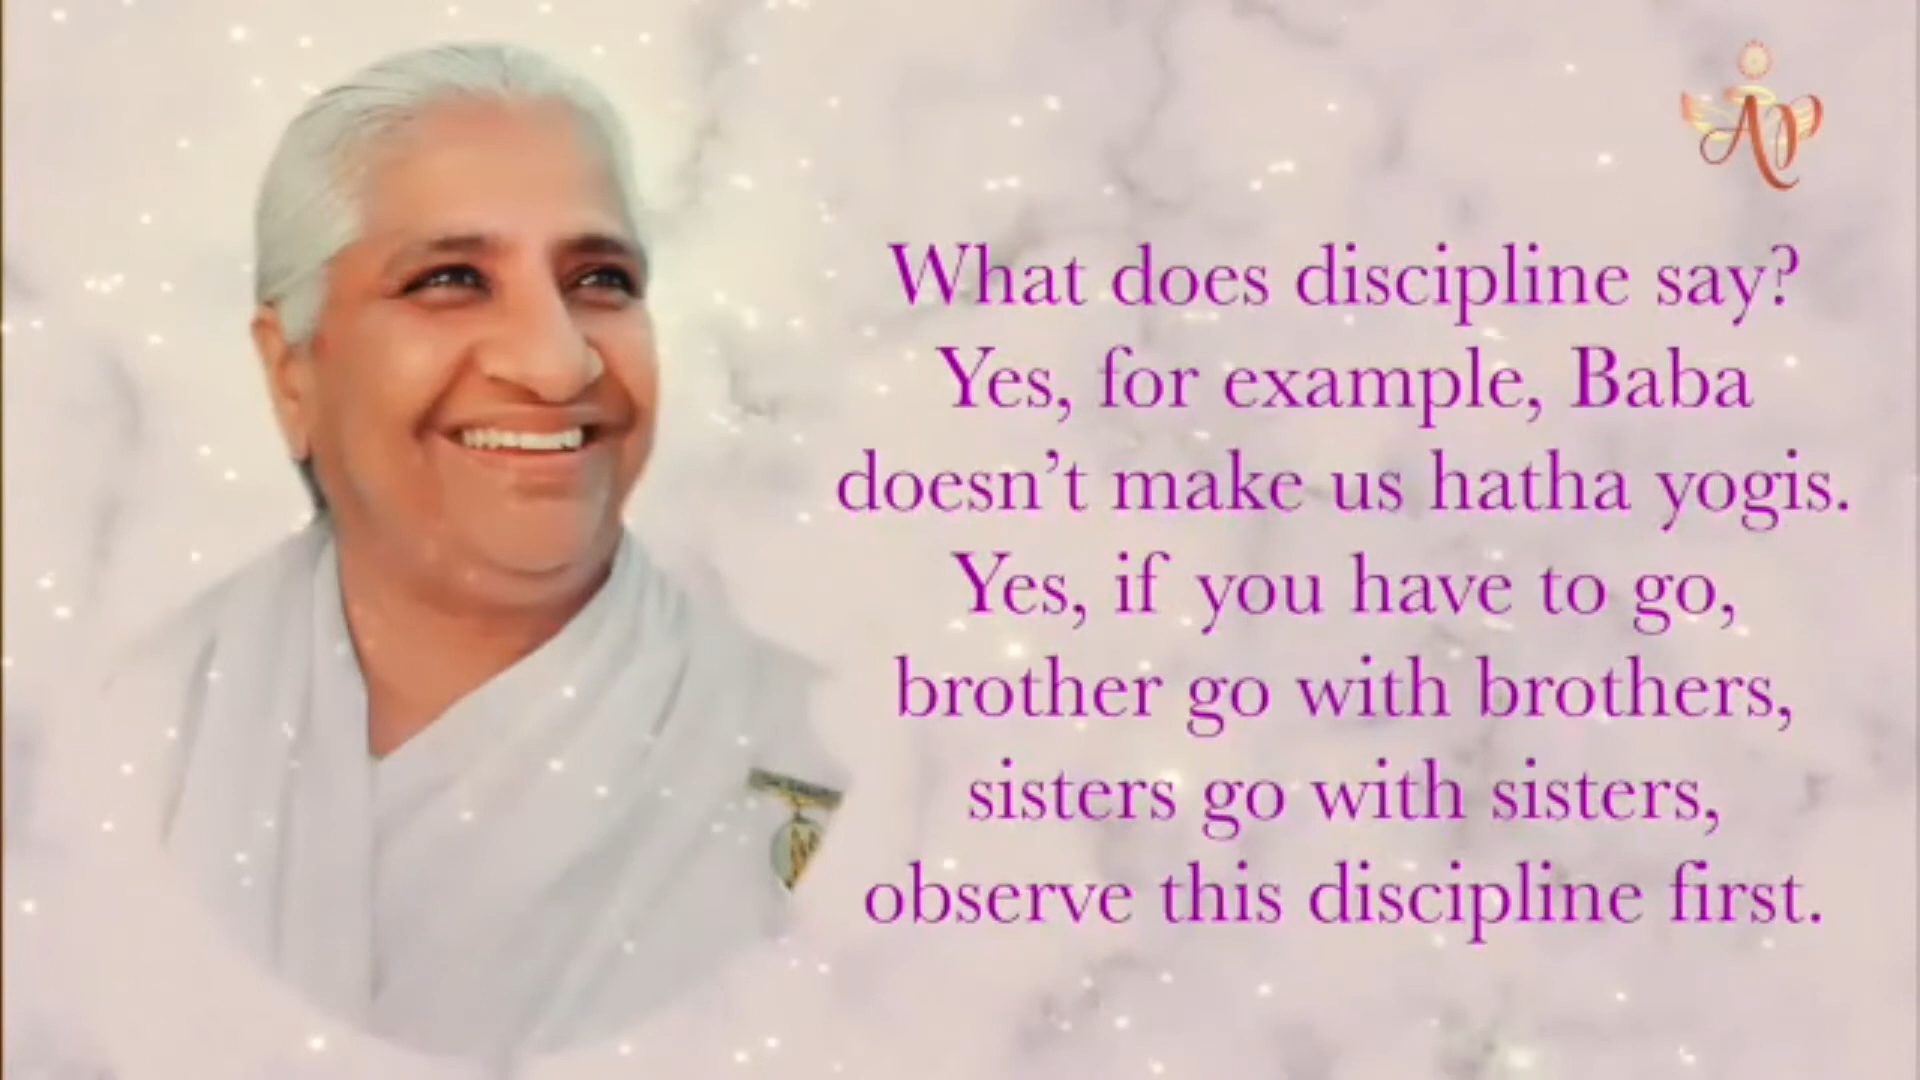 What does discipline say?
Yes, for example, Baba
doesn't make us hatha yogis.
Yes, if you have to go,
brother go with brothers,
sisters go with sisters,
observe this discipline first.